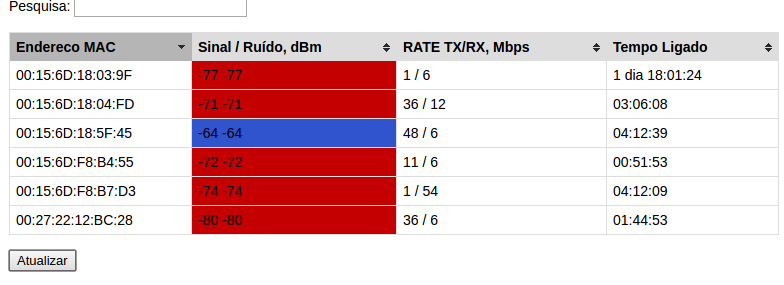 Pesquisa:
Endereco MAC Sinal / Ruído, dBm RATE TX/RX, Mbps Tempo Ligado
00:15:6D:18:03:9F -77 -77 1 / 6 1 dia 18:01:24
00:15:6D:18:04:FD -71 -71 36 / 12 03:06:08
00:15:6D:18:5F:45 -64 -64 48 / 6 04:12:39
00:15:6D:F8:B4:55 -72 -72 11 / 6 00:51:53
00:15:6D:F8:B7:D3 -74 -74 1 / 54 04:12:09
00:27:22:12:BC:28 -80 -80 36 / 6 01:44:53
Atualizar